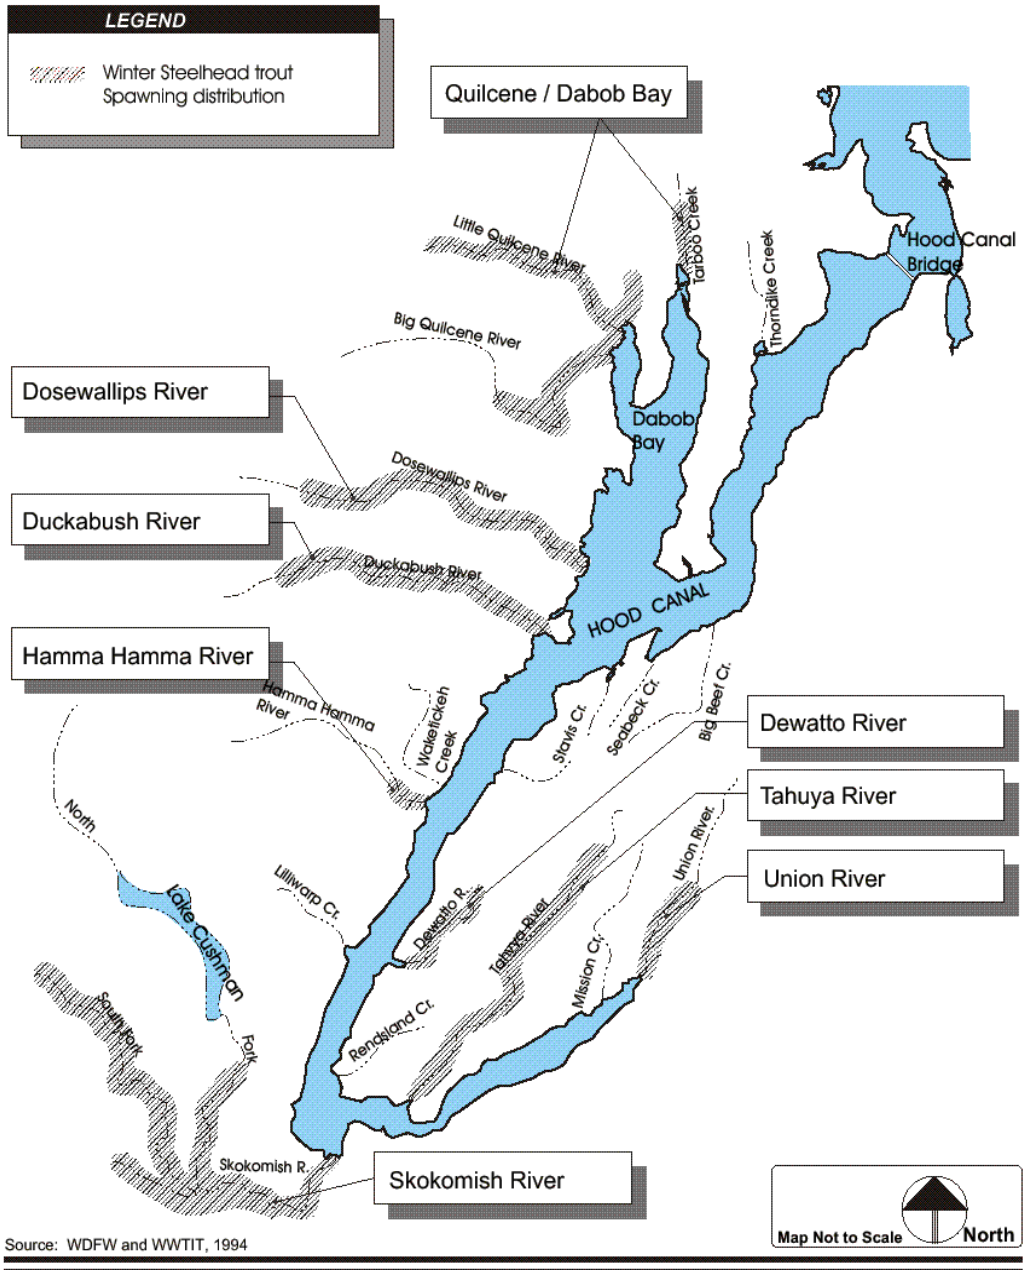 LEGEND
Winter Steelhead trout
Spawning distribution
Quilcene / Dabob Bay
Little Quilcene River
Tarboo Creek
Thorndike Creek
Hood Canal
Bridge
Big Quilcene River
Dosewallips River
Dabob
Bay
Dosewallips River
Duckabush River
Duckabush River
HOOD CANAL
Hamma Hamma River
Hamma Hamma
River
Waketickeh
Creek
Stavis Cr.
Seabeck Cr.
Big Beef Cr.
Dewatto River
Tahuya River
North
Union River.
Union River
Lilliwarp Cr.
Dewatto R.
Lake Cushman
Tahuya River
Mission Cr.
South Fork
Rendsland Cr.
Fork
Skokomish R.
Skokomish River
Map Not to Scale
North
Source: WDFW and WWTIT, 1994